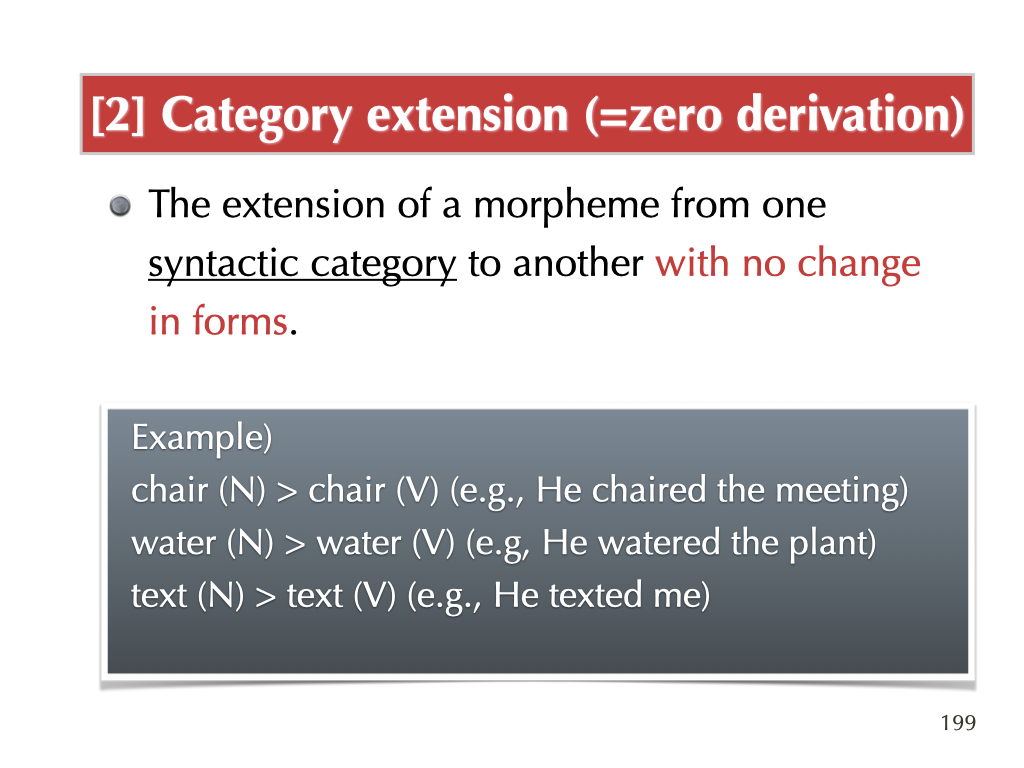 [2] Category extension (=zero derivation)
The extension of a morpheme from one
syntactic category to another with no change
in forms.
Example)
chair (N) > chair (V) (e.g., He chaired the meeting)
water (N) > water (V) (e.g, He watered the plant)
text (N) > text (V) (e.g., He texted me)
199